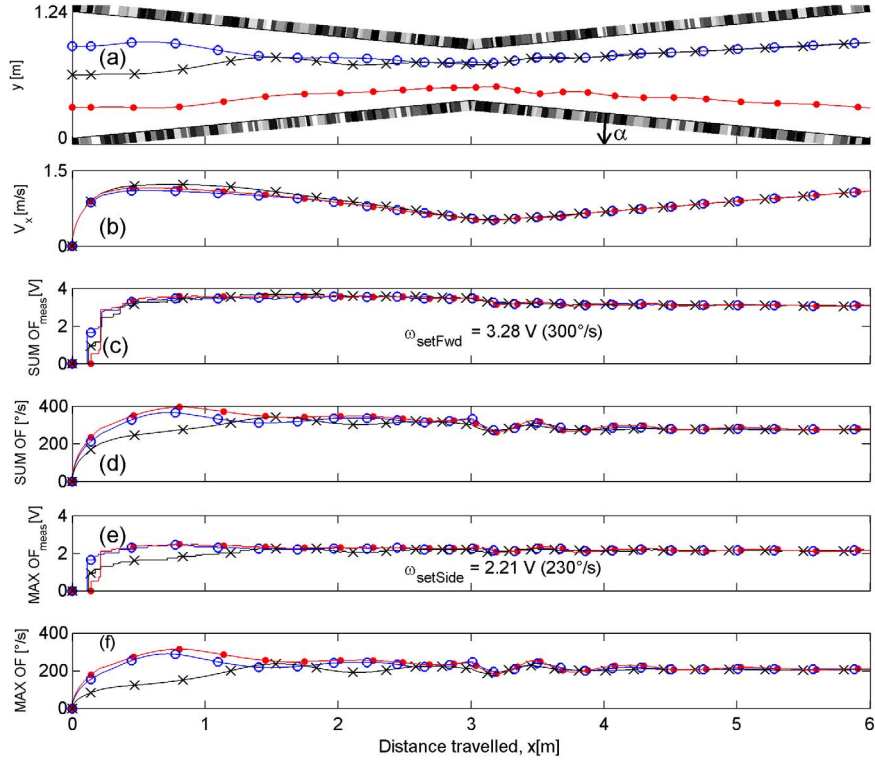 1.24
y [m]
(a)
0
α
1.5
V_x [m/s]
0
(b)
4
2
0
SUM OF_meas [V]
(c)
ω_setFwd = 3.28 V (300°/s)
400
200
0
SUM OF [°/s]
(d)
4
2
0
MAX OF_meas [V]
(e)
ω_setSide = 2.21 V (230°/s)
400
200
0
MAX OF [°/s]
(f)
0 1 2 3 4 5 6
Distance travelled, x[m]